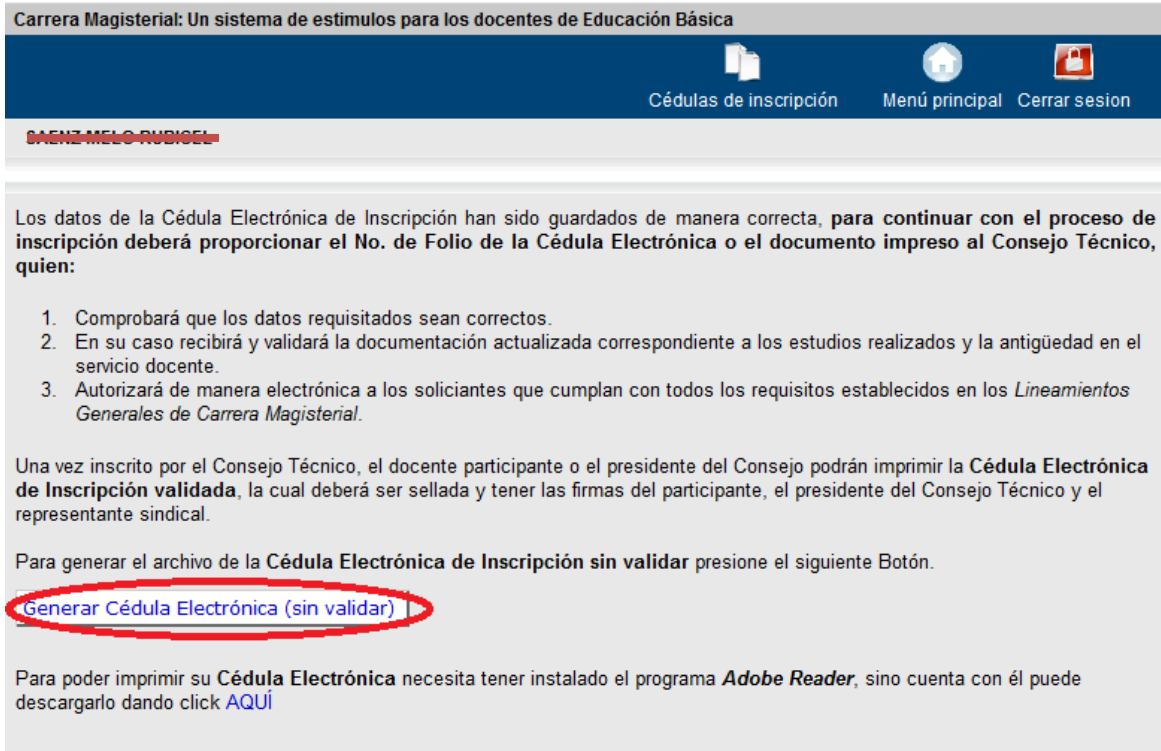 Carrera Magisterial: Un sistema de estimulos para los docentes de Educación Básica
Cédulas de inscripción Menú principal Cerrar sesion
Los datos de la Cédula Electrónica de Inscripción han sido guardados de manera correcta, para continuar con el proceso de
inscripción deberá proporcionar el No. de Folio de la Cédula Electrónica o el documento impreso al Consejo Técnico,
quien:
1. Comprobará que los datos requisitados sean correctos.
2. En su caso recibirá y validará la documentación actualizada correspondiente a los estudios realizados y la antigüedad en el
servicio docente.
3. Autorizará de manera electrónica a los soliciantes que cumplan con todos los requisitos establecidos en los Lineamientos
Generales de Carrera Magisterial.
Una vez inscrito por el Consejo Técnico, el docente participante o el presidente del Consejo podrán imprimir la Cédula Electrónica
de Inscripción validada, la cual deberá ser sellada y tener las firmas del participante, el presidente del Consejo Técnico y el
representante sindical.
Para generar el archivo de la Cédula Electrónica de Inscripción sin validar presione el siguiente Botón.
Generar Cédula Electrónica (sin validar)
Para poder imprimir su Cédula Electrónica necesita tener instalado el programa Adobe Reader, sino cuenta con él puede
descargarlo dando click AQUÍ